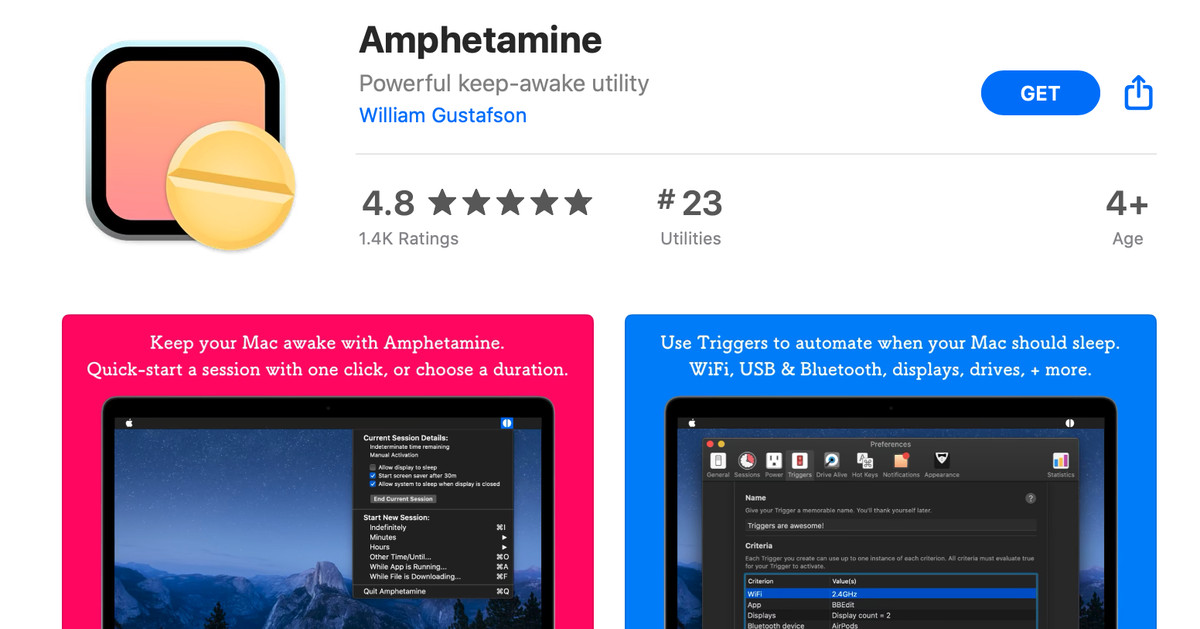 Amphetamine
Powerful keep-awake utility
William Gustafson
GET
4.8
1.4K Ratings
#23
Utilities
4+
Age
Keep your Mac awake with Amphetamine.
Quick-start a session with one click, or choose a duration.
Current Session Details:
Indeterminate time remaining
Manual Activation
Allow display to sleep
Start screen saver after 30m
Allow system to sleep when display is closed
End Current Session
Start New Session:
Indefinitely ⌘I
Minutes
Hours
Other Time/Until... ⌘O
While App is Running... ⌘A
While File is Downloading... ⌘F
Quit Amphetamine ⌘Q
Use Triggers to automate when your Mac should sleep.
WiFi, USB & Bluetooth, displays, drives, + more.
Preferences
General Sessions Power Triggers Drive Alive Hot Keys Notifications Appearance Statistics
Name ?
Give your Trigger a memorable name. You'll thank yourself later.
Triggers are awesome!
Criteria
Each Trigger you create can use up to one instance of each criterion. All criteria must evaluate true
for your Trigger to activate.
Criterion Value(s)
WiFi 2.4GHz
App BBEdit
Displays Display count = 2
Bluetooth device AirPods